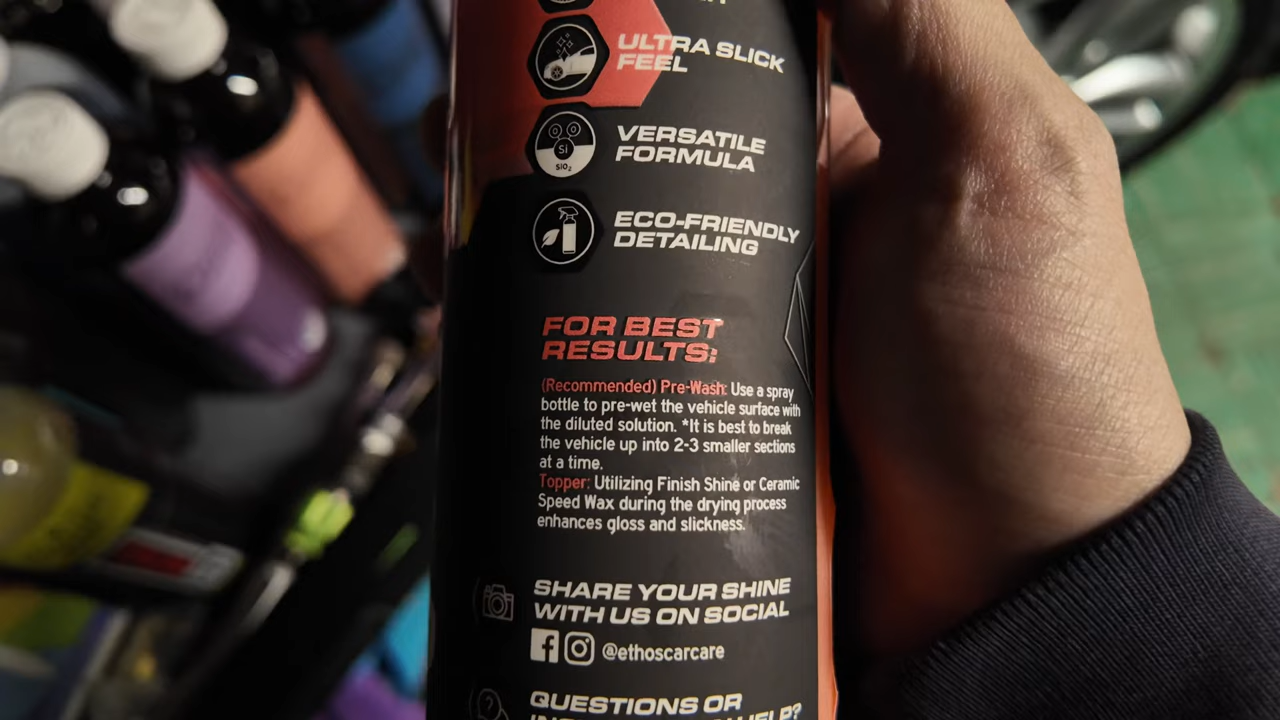 ULTRA SLICK
FEEL
Si
SiO₂
VERSATILE
FORMULA
ECO-FRIENDLY
DETAILING
FOR BEST
RESULTS:
(Recommended) Pre-Wash: Use a spray
bottle to pre-wet the vehicle surface with
the diluted solution. *It is best to break
the vehicle up into 2-3 smaller sections
at a time.
Topper: Utilizing Finish Shine or Ceramic
Speed Wax during the drying process
enhances gloss and slickness.
SHARE YOUR SHINE
WITH US ON SOCIAL
@ethoscarcare
QUESTIONS OR
HELP?